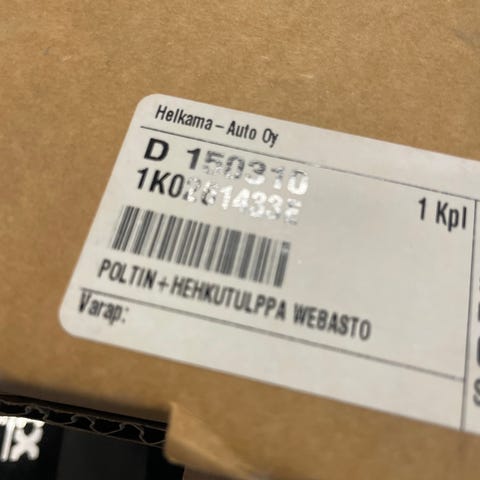 Helkama-Auto Oy
D 150310
1 Kpl
POLTIN+HEHKUTULPPA WEBASTO
Varap: